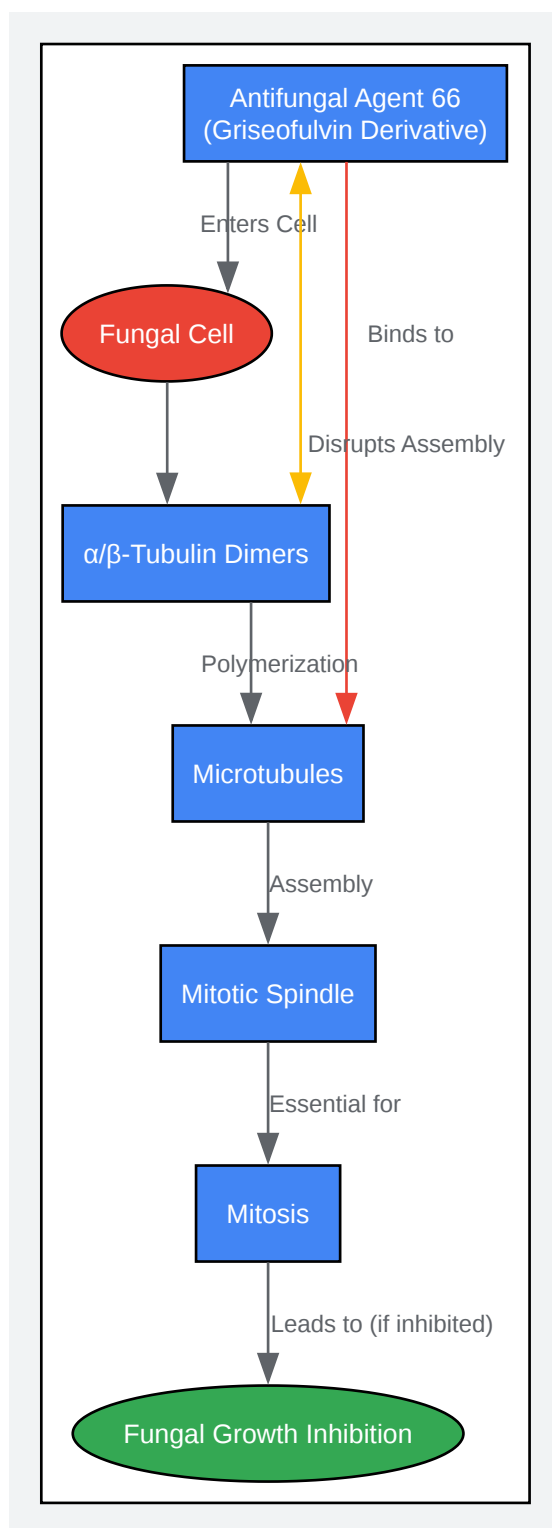 Antifungal Agent 66
(Griseofulvin Derivative)
Enters Cell
Fungal Cell
Binds to
Disrupts Assembly
α/β-Tubulin Dimers
Polymerization
Microtubules
Assembly
Mitotic Spindle
Essential for
Mitosis
Leads to (if inhibited)
Fungal Growth Inhibition